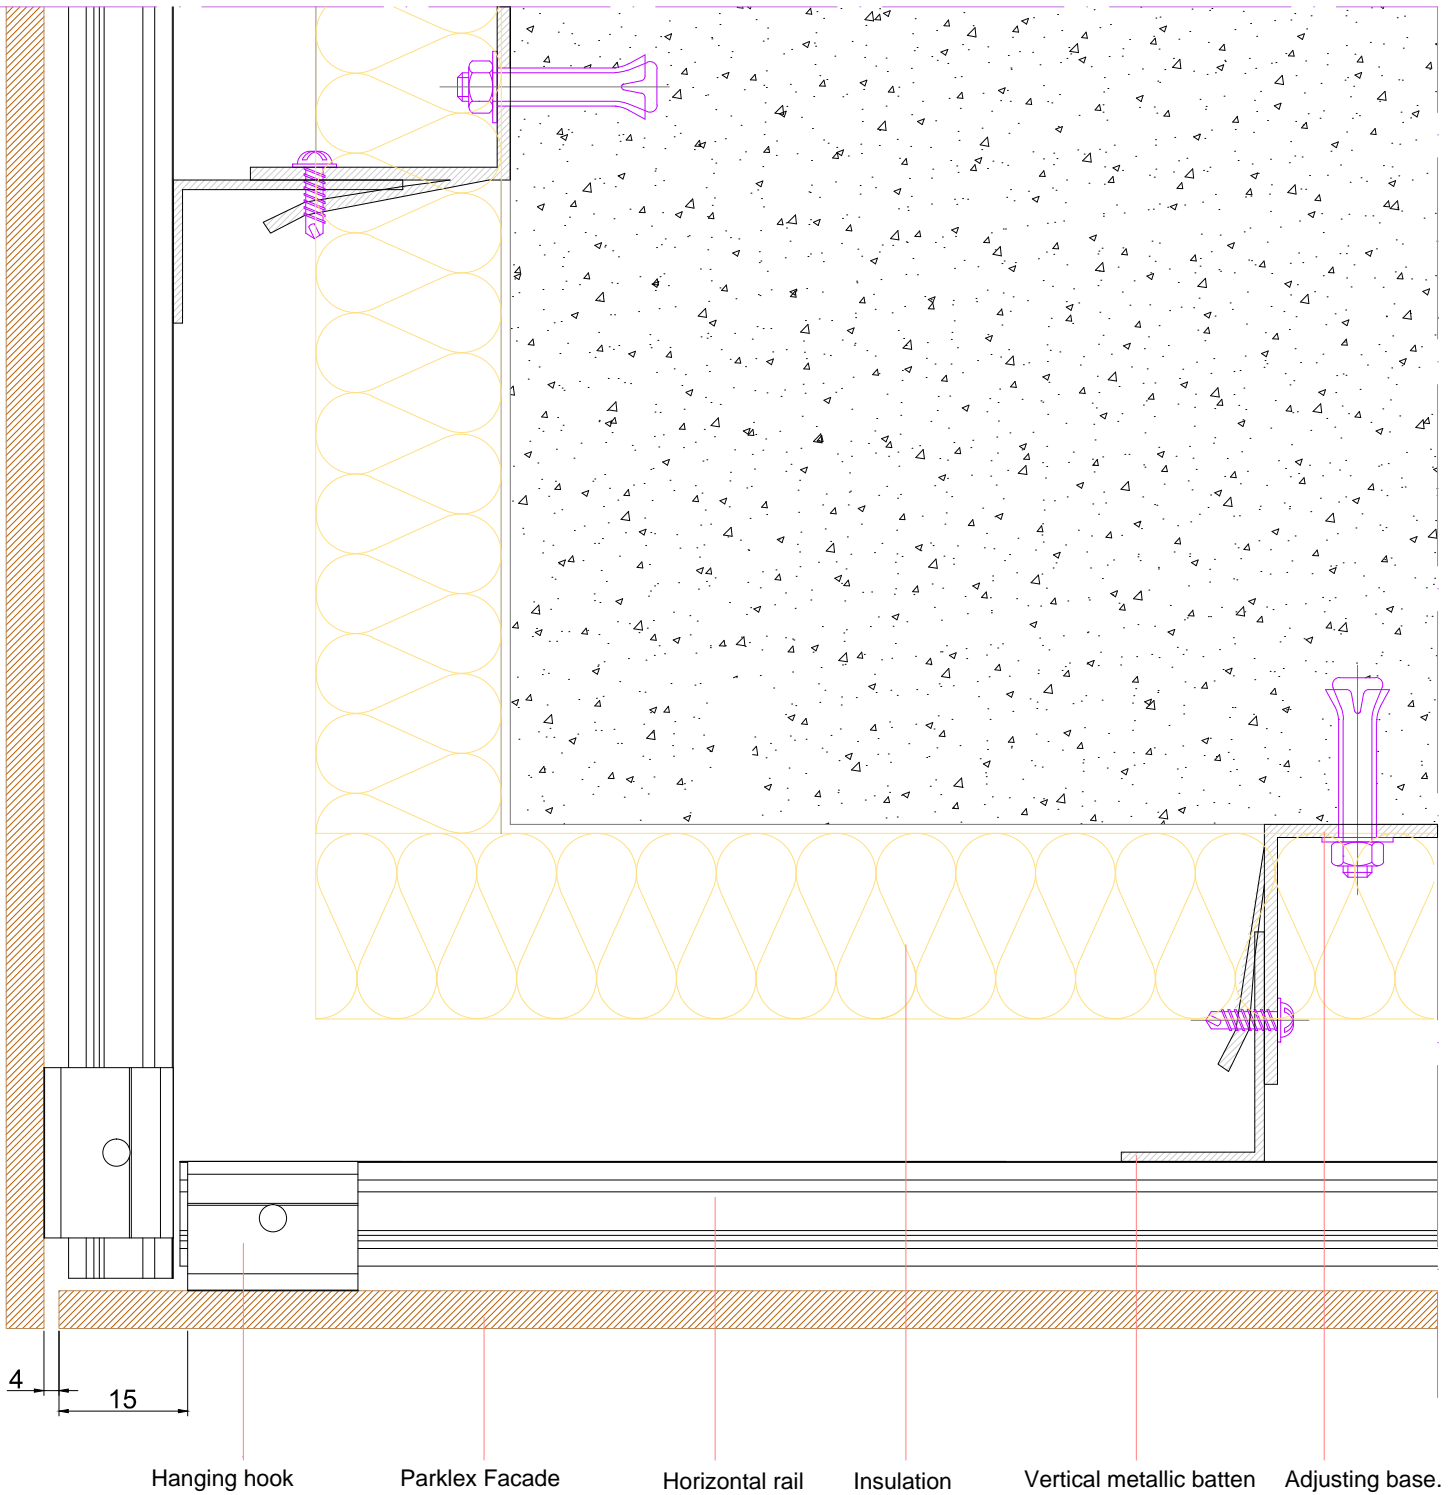 4
15
Hanging hook
Parklex Facade
Horizontal rail
Insulation
Vertical metallic batten
Adjusting base.